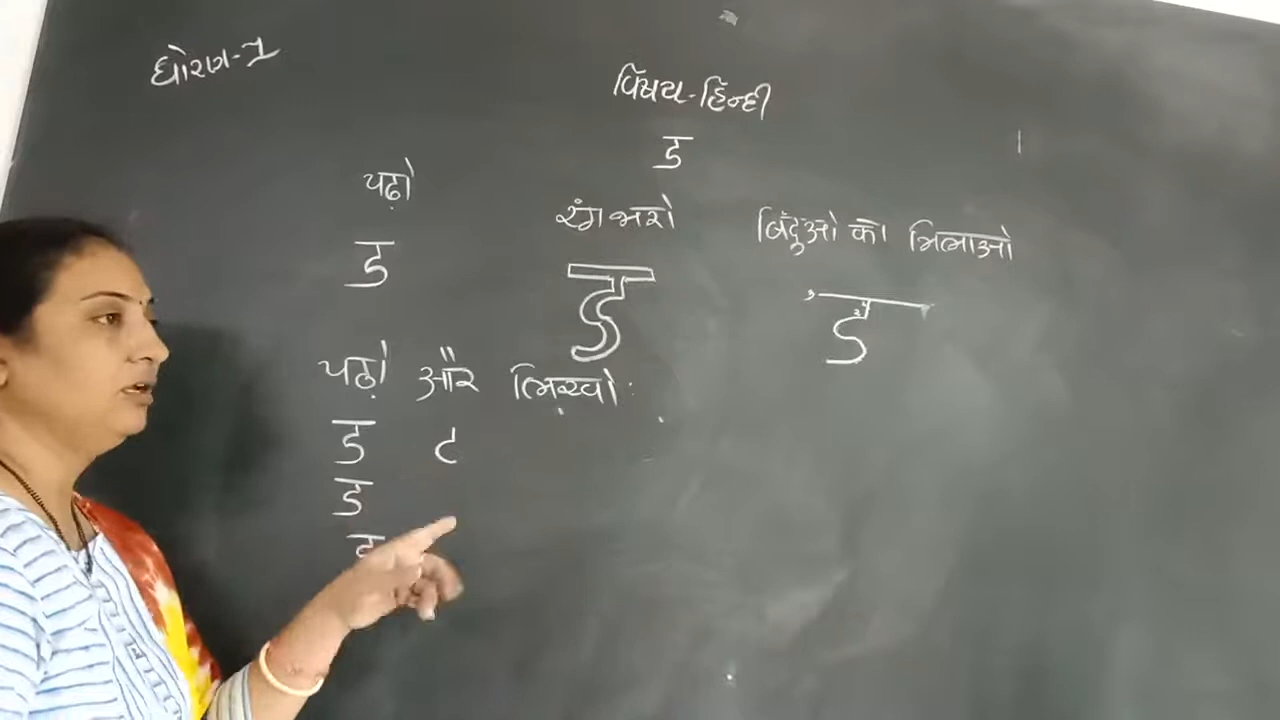 ધોરણ-1
विषय-हिन्दी
ड
पढ़ो
रंग भरो
बिंदुओ को मिलाओ
ड
ड
ड
पढ़ो और लिखो:
ड
ड
ड